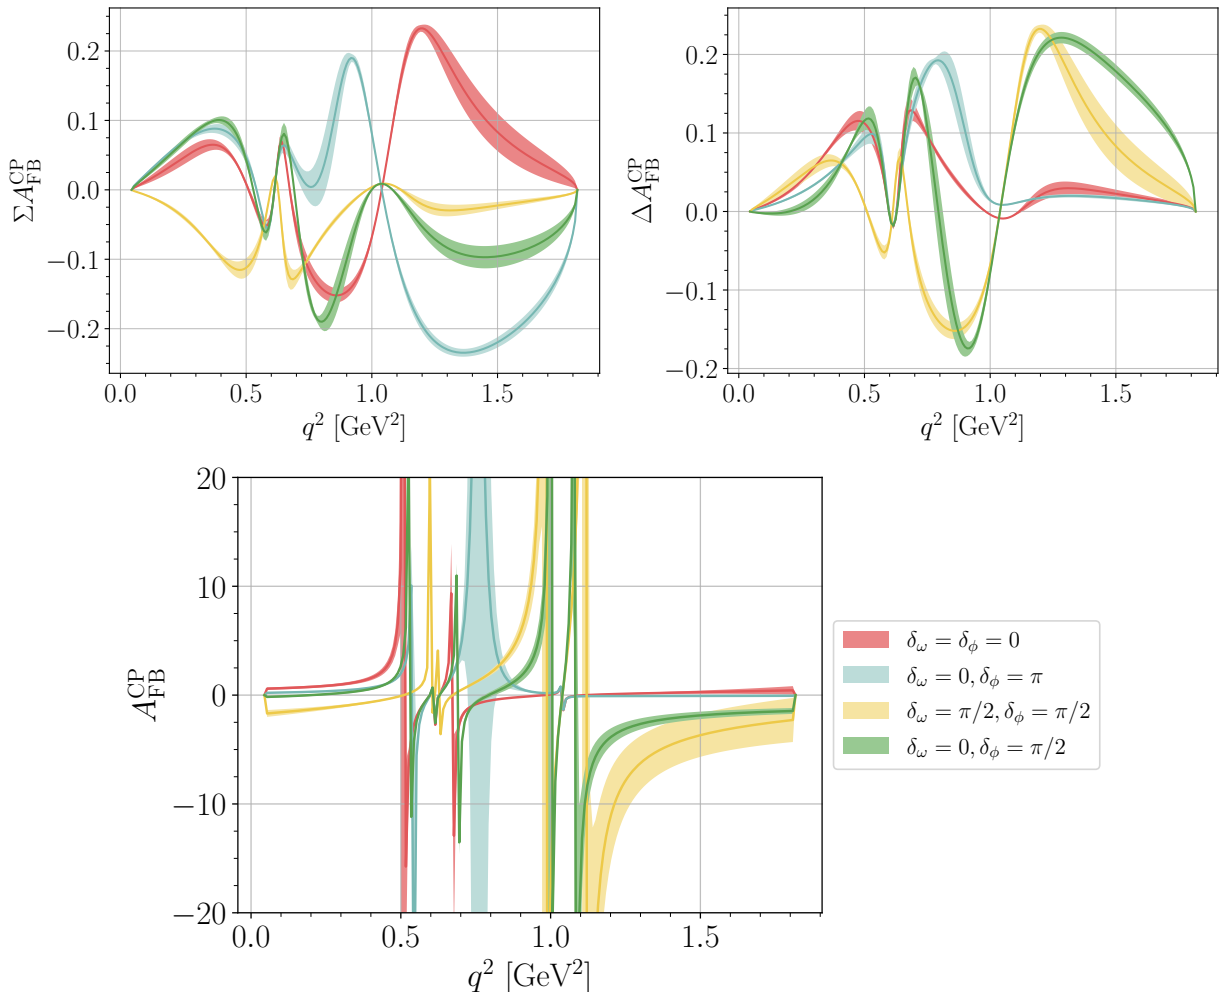 0.2
0.1
0.0
−0.1
−0.2
ΣA_FB^CP
0.0 0.5 1.0 1.5
q² [GeV²]
0.2
0.1
0.0
−0.1
−0.2
ΔA_FB^CP
0.0 0.5 1.0 1.5
q² [GeV²]
20
10
0
−10
−20
A_FB^CP
0.0 0.5 1.0 1.5
q² [GeV²]
δ_ω = δ_ϕ = 0
δ_ω = 0, δ_ϕ = π
δ_ω = π/2, δ_ϕ = π/2
δ_ω = 0, δ_ϕ = π/2